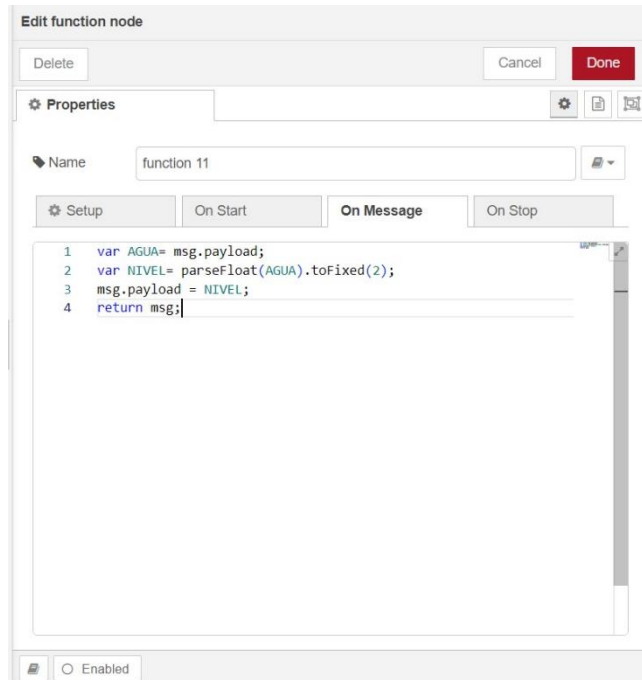 Edit function node
Delete Cancel Done
Properties
Name function 11
Setup On Start On Message On Stop
1 var AGUA= msg.payload;
2 var NIVEL= parseFloat(AGUA).toFixed(2);
3 msg.payload = NIVEL;
4 return msg;
Enabled